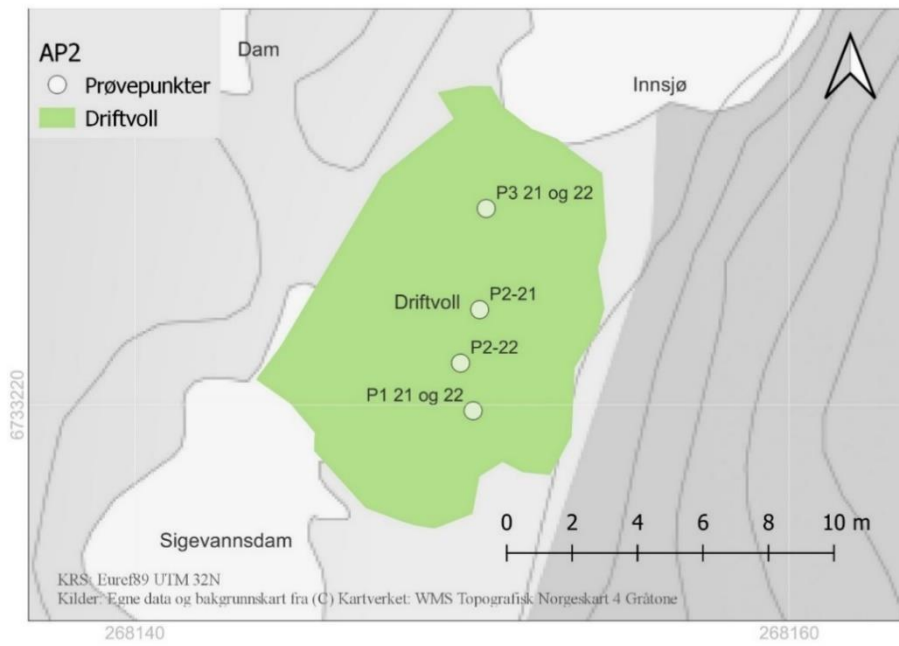 AP2
Prøvepunkter
Driftvoll
Dam
Innsjø
P3 21 og 22
Driftvoll
P2-21
P2-22
P1 21 og 22
6733220
Sigevannsdam
0 2 4 6 8 10 m
KRS: Euref89 UTM 32N
Kilder: Egne data og bakgrunnskart fra (C) Kartverket: WMS Topografisk Norgeskart 4 Gråtone
268140
268160